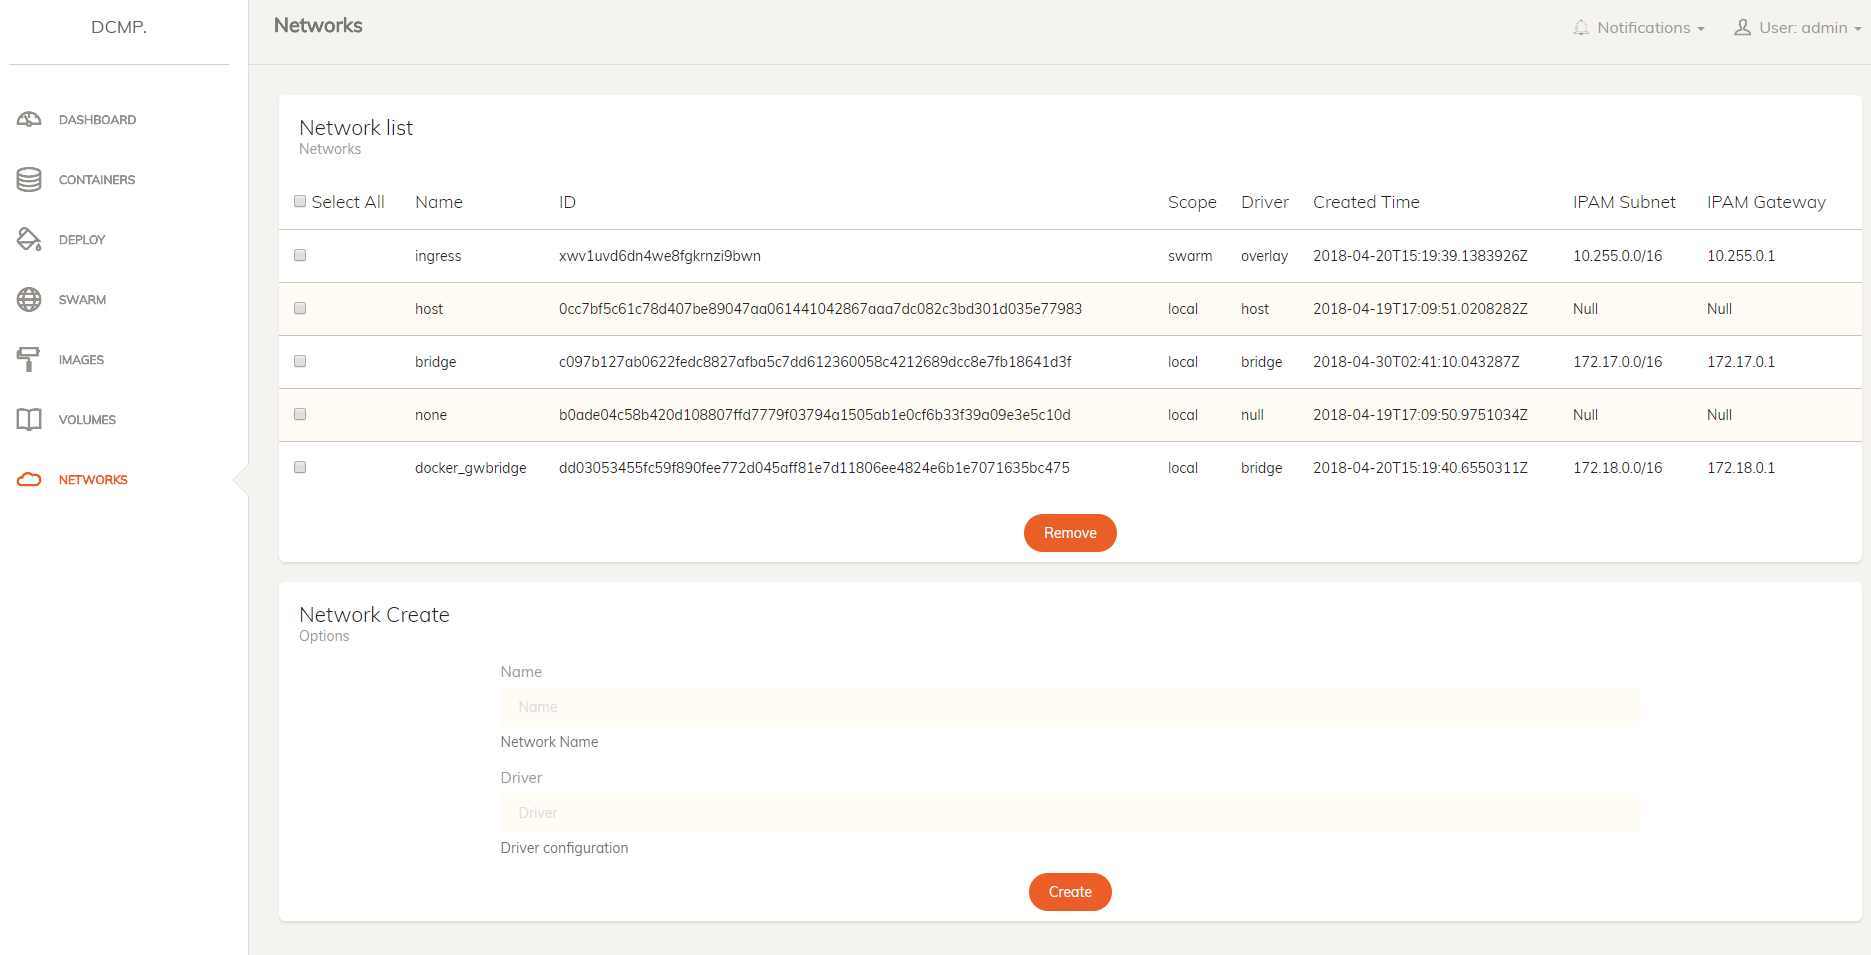 DCMP.
Networks
Notifications
User: admin
DASHBOARD
CONTAINERS
DEPLOY
SWARM
IMAGES
VOLUMES
NETWORKS
Network list
Networks
Select All Name ID Scope Driver Created Time IPAM Subnet IPAM Gateway
ingress xwv1uvd6dn4we8fgkrnzi9bwn swarm overlay 2018-04-20T15:19:39.1383926Z 10.255.0.0/16 10.255.0.1
host 0cc7bf5c61c78d407be89047aa061441042867aaa7dc082c3bd301d035e77983 local host 2018-04-19T17:09:51.0208282Z Null Null
bridge c097b127ab0622fedc8827afba5c7dd612360058c4212689dcc8e7fb18641d3f local bridge 2018-04-30T02:41:10.043287Z 172.17.0.0/16 172.17.0.1
none b0ade04c58b420d108807ffd7779f03794a1505ab1e0cf6b33f39a09e3e5c10d local null 2018-04-19T17:09:50.9751034Z Null Null
docker_gwbridge dd03053455fc59f890fee772d045aff81e7d11806ee4824e6b1e7071635bc475 local bridge 2018-04-20T15:19:40.6550311Z 172.18.0.0/16 172.18.0.1
Remove
Network Create
Options
Name
Name
Network Name
Driver
Driver
Driver configuration
Create